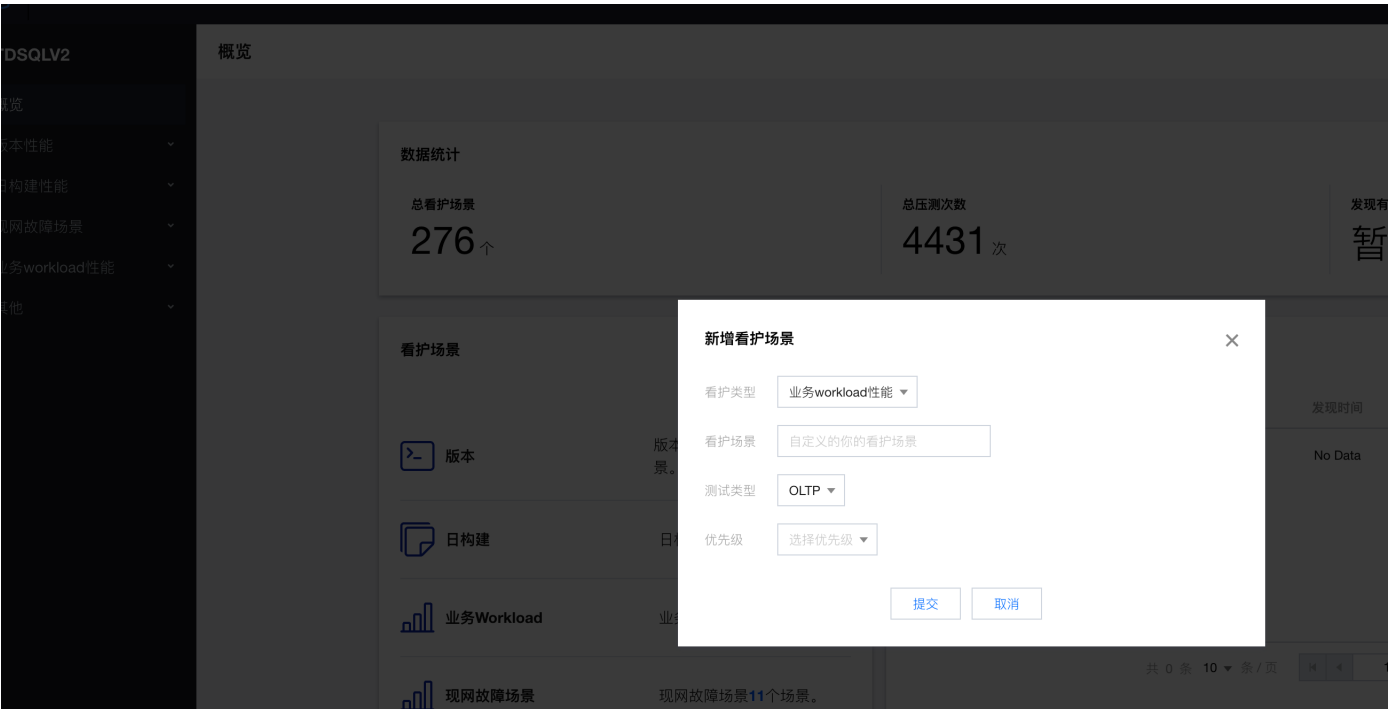 TDSQLV2
概览
概览
版本性能
日构建性能
现网故障场景
业务workload性能
其他
数据统计
总看护场景
276 个
总压测次数
4431 次
发现有
暂
看护场景
版本
版本
景。
日构建
日构
业务Workload
业务
现网故障场景
现网故障场景11个场景。
新增看护场景
看护类型 业务workload性能
看护场景 自定义的你的看护场景
测试类型 OLTP
优先级 选择优先级
提交 取消
发现时间
No Data
共 0 条 10 条 / 页 1